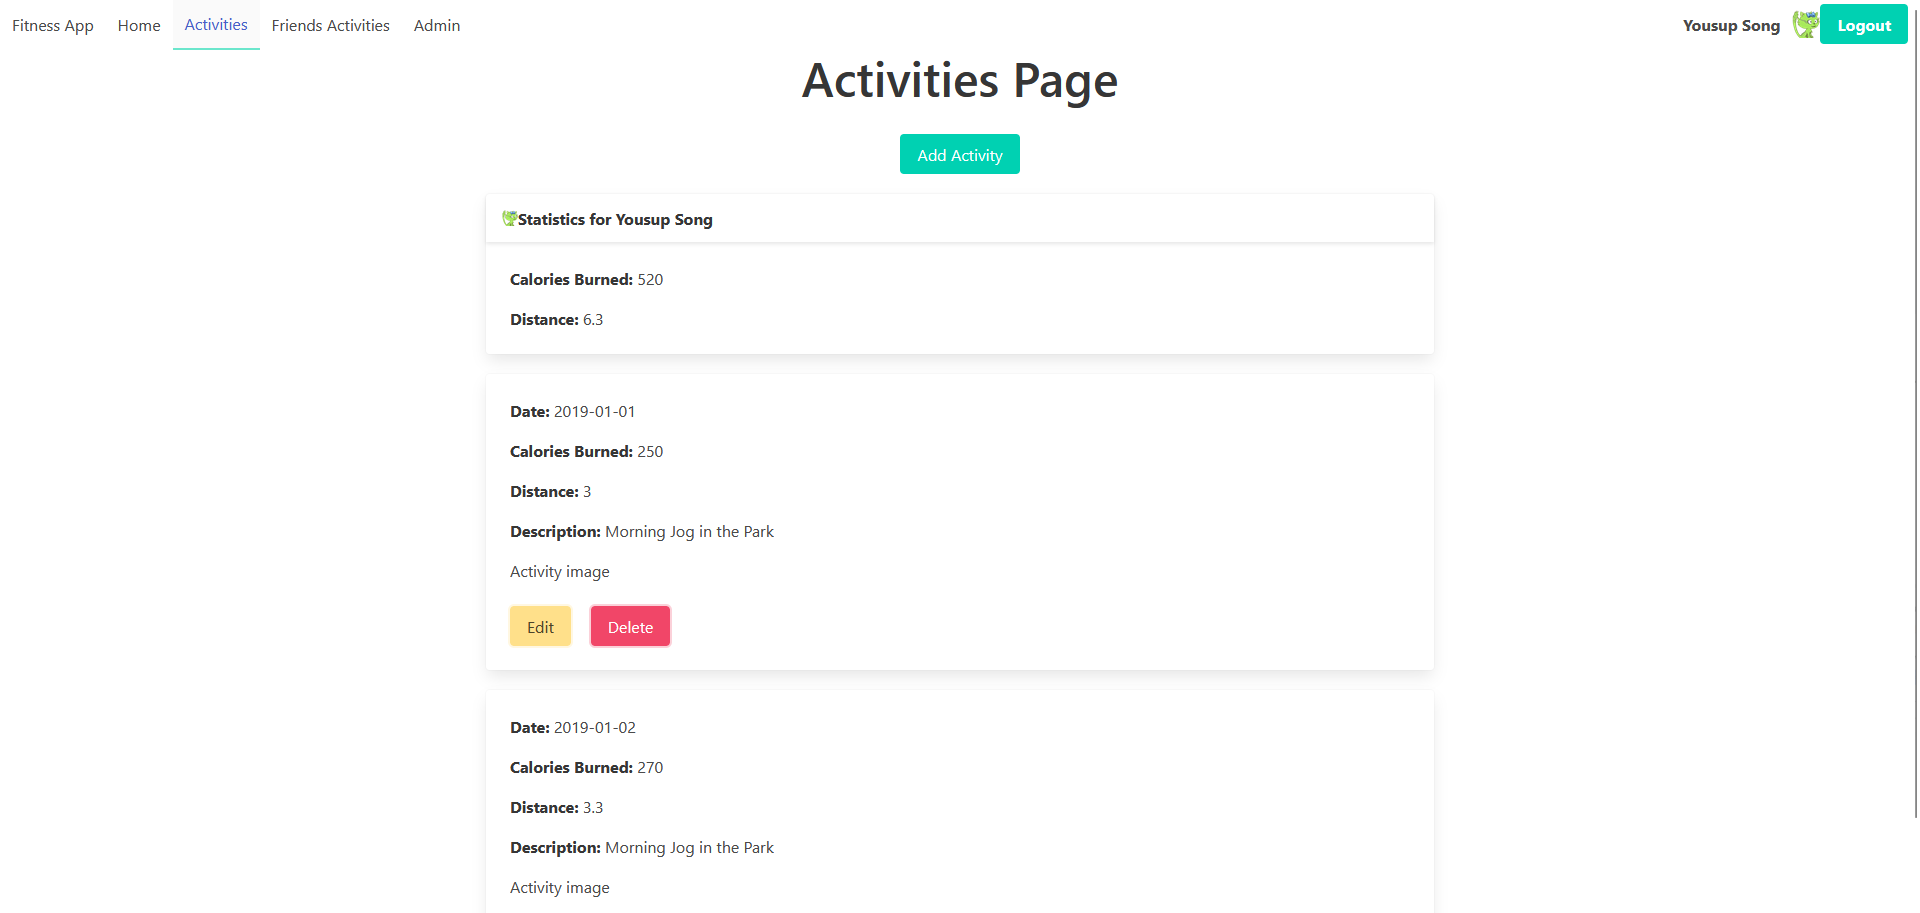 Fitness App Home Activities Friends Activities Admin Yousup Song Logout
Activities Page
Add Activity
Statistics for Yousup Song
Calories Burned: 520
Distance: 6.3
Date: 2019-01-01
Calories Burned: 250
Distance: 3
Description: Morning Jog in the Park
Activity image
Edit Delete
Date: 2019-01-02
Calories Burned: 270
Distance: 3.3
Description: Morning Jog in the Park
Activity image